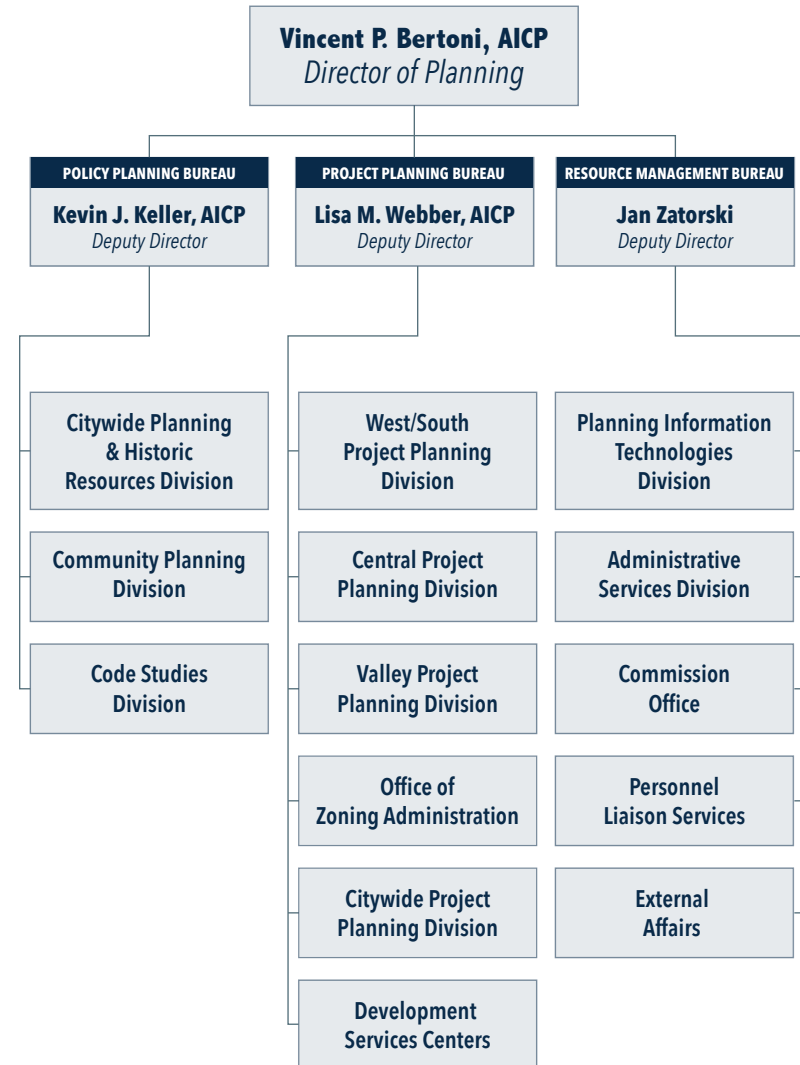 Vincent P. Bertoni, AICP
Director of Planning
POLICY PLANNING BUREAU
Kevin J. Keller, AICP
Deputy Director
PROJECT PLANNING BUREAU
Lisa M. Webber, AICP
Deputy Director
RESOURCE MANAGEMENT BUREAU
Jan Zatorski
Deputy Director
Citywide Planning
& Historic
Resources Division
Community Planning
Division
Code Studies
Division
West/South
Project Planning
Division
Central Project
Planning Division
Valley Project
Planning Division
Office of
Zoning Administration
Citywide Project
Planning Division
Development
Services Centers
Planning Information
Technologies
Division
Administrative
Services Division
Commission
Office
Personnel
Liaison Services
External
Affairs